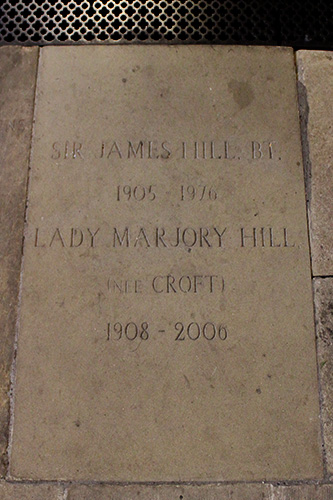 SIR JAMES HILL. BT.
1905 - 1976
LADY MARJORY HILL
(NEE CROFT)
1908 - 2006